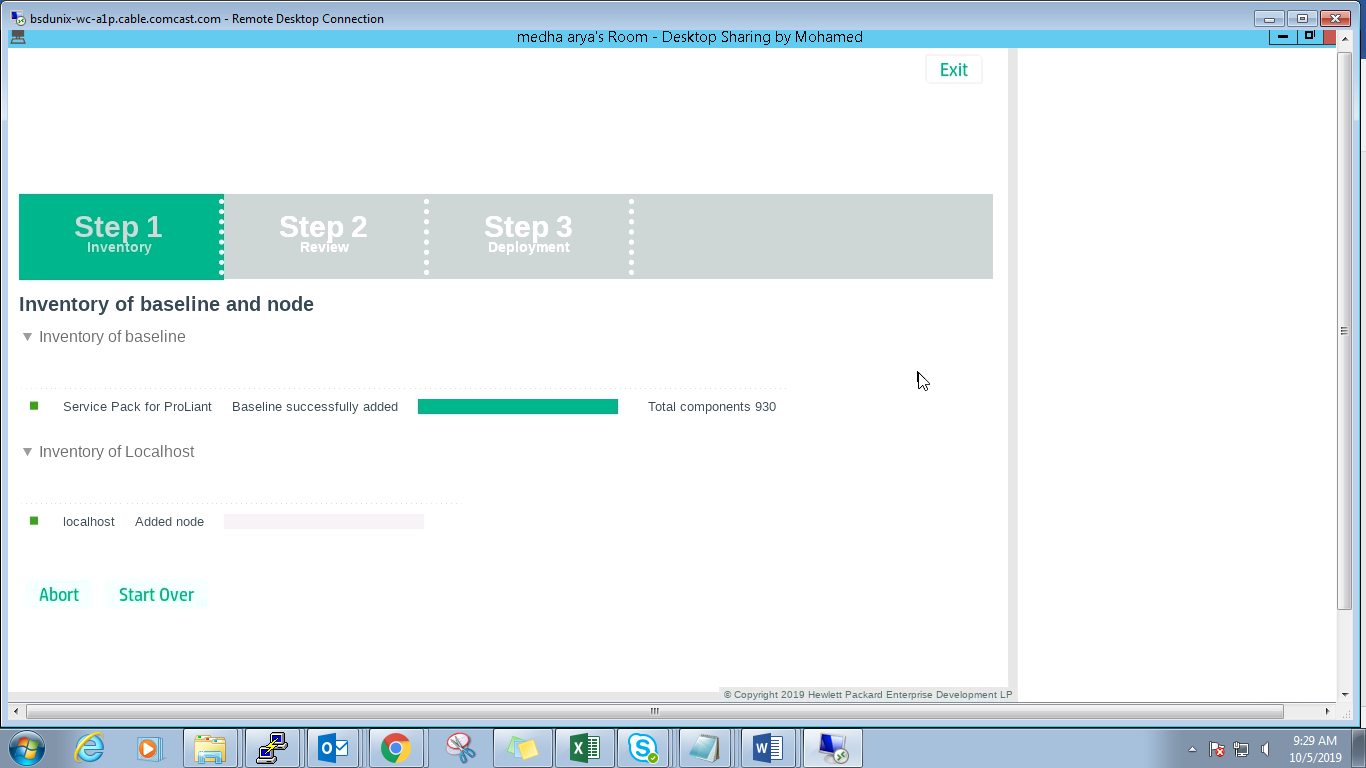 bsdunix-wc-a1p.cable.comcast.com - Remote Desktop Connection
medha arya's Room - Desktop Sharing by Mohamed
Exit
Step 1
Inventory
Step 2
Review
Step 3
Deployment
Inventory of baseline and node
Inventory of baseline
Service Pack for ProLiant Baseline successfully added Total components 930
Inventory of Localhost
localhost Added node
Abort Start Over
© Copyright 2019 Hewlett Packard Enterprise Development LP
9:29 AM
10/5/2019